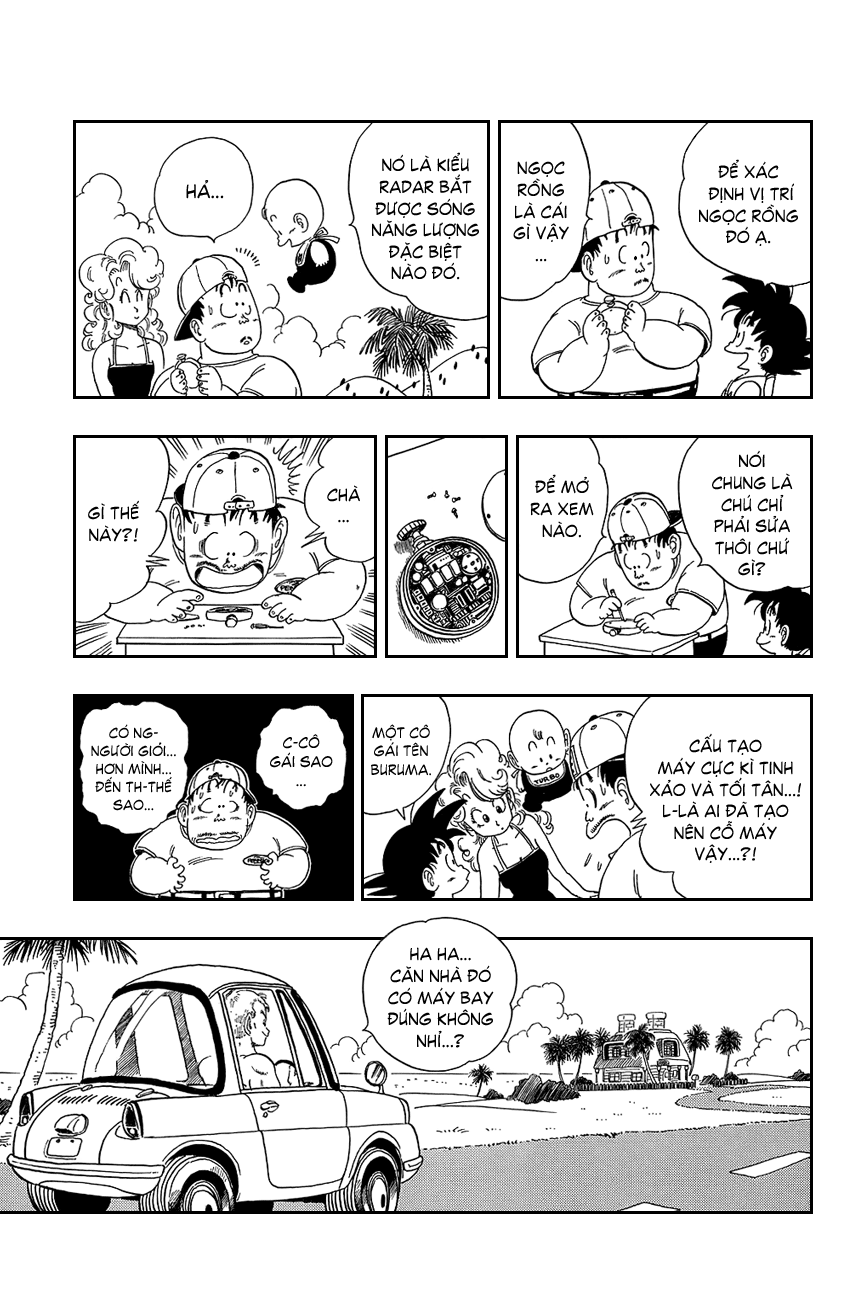 ĐỂ XÁC
ĐỊNH VỊ TRÍ
NGỌC RỒNG
ĐÓ Ạ.
NGỌC
RỒNG
LÀ CÁI
GÌ VẬY
...
NÓ LÀ KIỂU
RADAR BẮT
ĐƯỢC SÓNG
NĂNG LƯỢNG
ĐẶC BIỆT
NÀO ĐÓ.
HẢ...
NÓI
CHUNG LÀ
CHÚ CHỈ
PHẢI SỬA
THÔI CHỨ
GÌ?
ĐỂ MỞ
RA XEM
NÀO.
CHÀ
...
GÌ THẾ
NÀY?!
CẤU TẠO
MÁY CỰC KÌ TINH
XẢO VÀ TỐI TÂN...!
L-LÀ AI ĐÃ TẠO
NÊN CỖ MÁY
VẬY...?!
MỘT CÔ
GÁI TÊN
BURUMA.
TURBO
C-CÔ
GÁI SAO
...
CÓ NG-
NGƯỜI GIỎI...
HƠN MÌNH...
ĐẾN TH-THẾ
SAO...
HA HA...
CĂN NHÀ ĐÓ
CÓ MÁY BAY
ĐÚNG KHÔNG
NHỈ...?